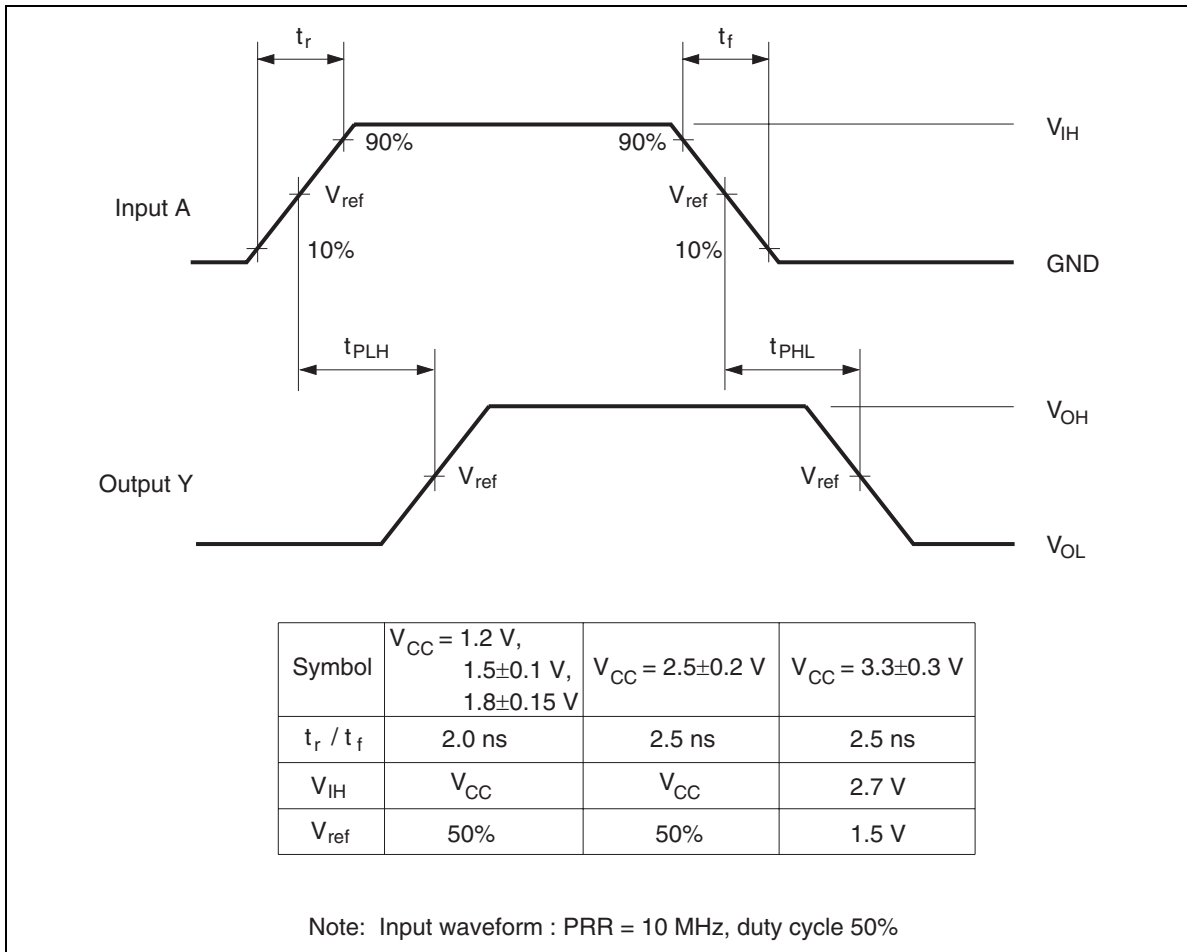 tr tf
90% 90% VIH
Input A Vref Vref
10% 10% GND
tPLH tPHL
VOH
Output Y Vref Vref
VOL
Symbol VCC = 1.2 V, 1.5±0.1 V, 1.8±0.15 V VCC = 2.5±0.2 V VCC = 3.3±0.3 V
tr / tf 2.0 ns 2.5 ns 2.5 ns
VIH VCC VCC 2.7 V
Vref 50% 50% 1.5 V
Note: Input waveform : PRR = 10 MHz, duty cycle 50%